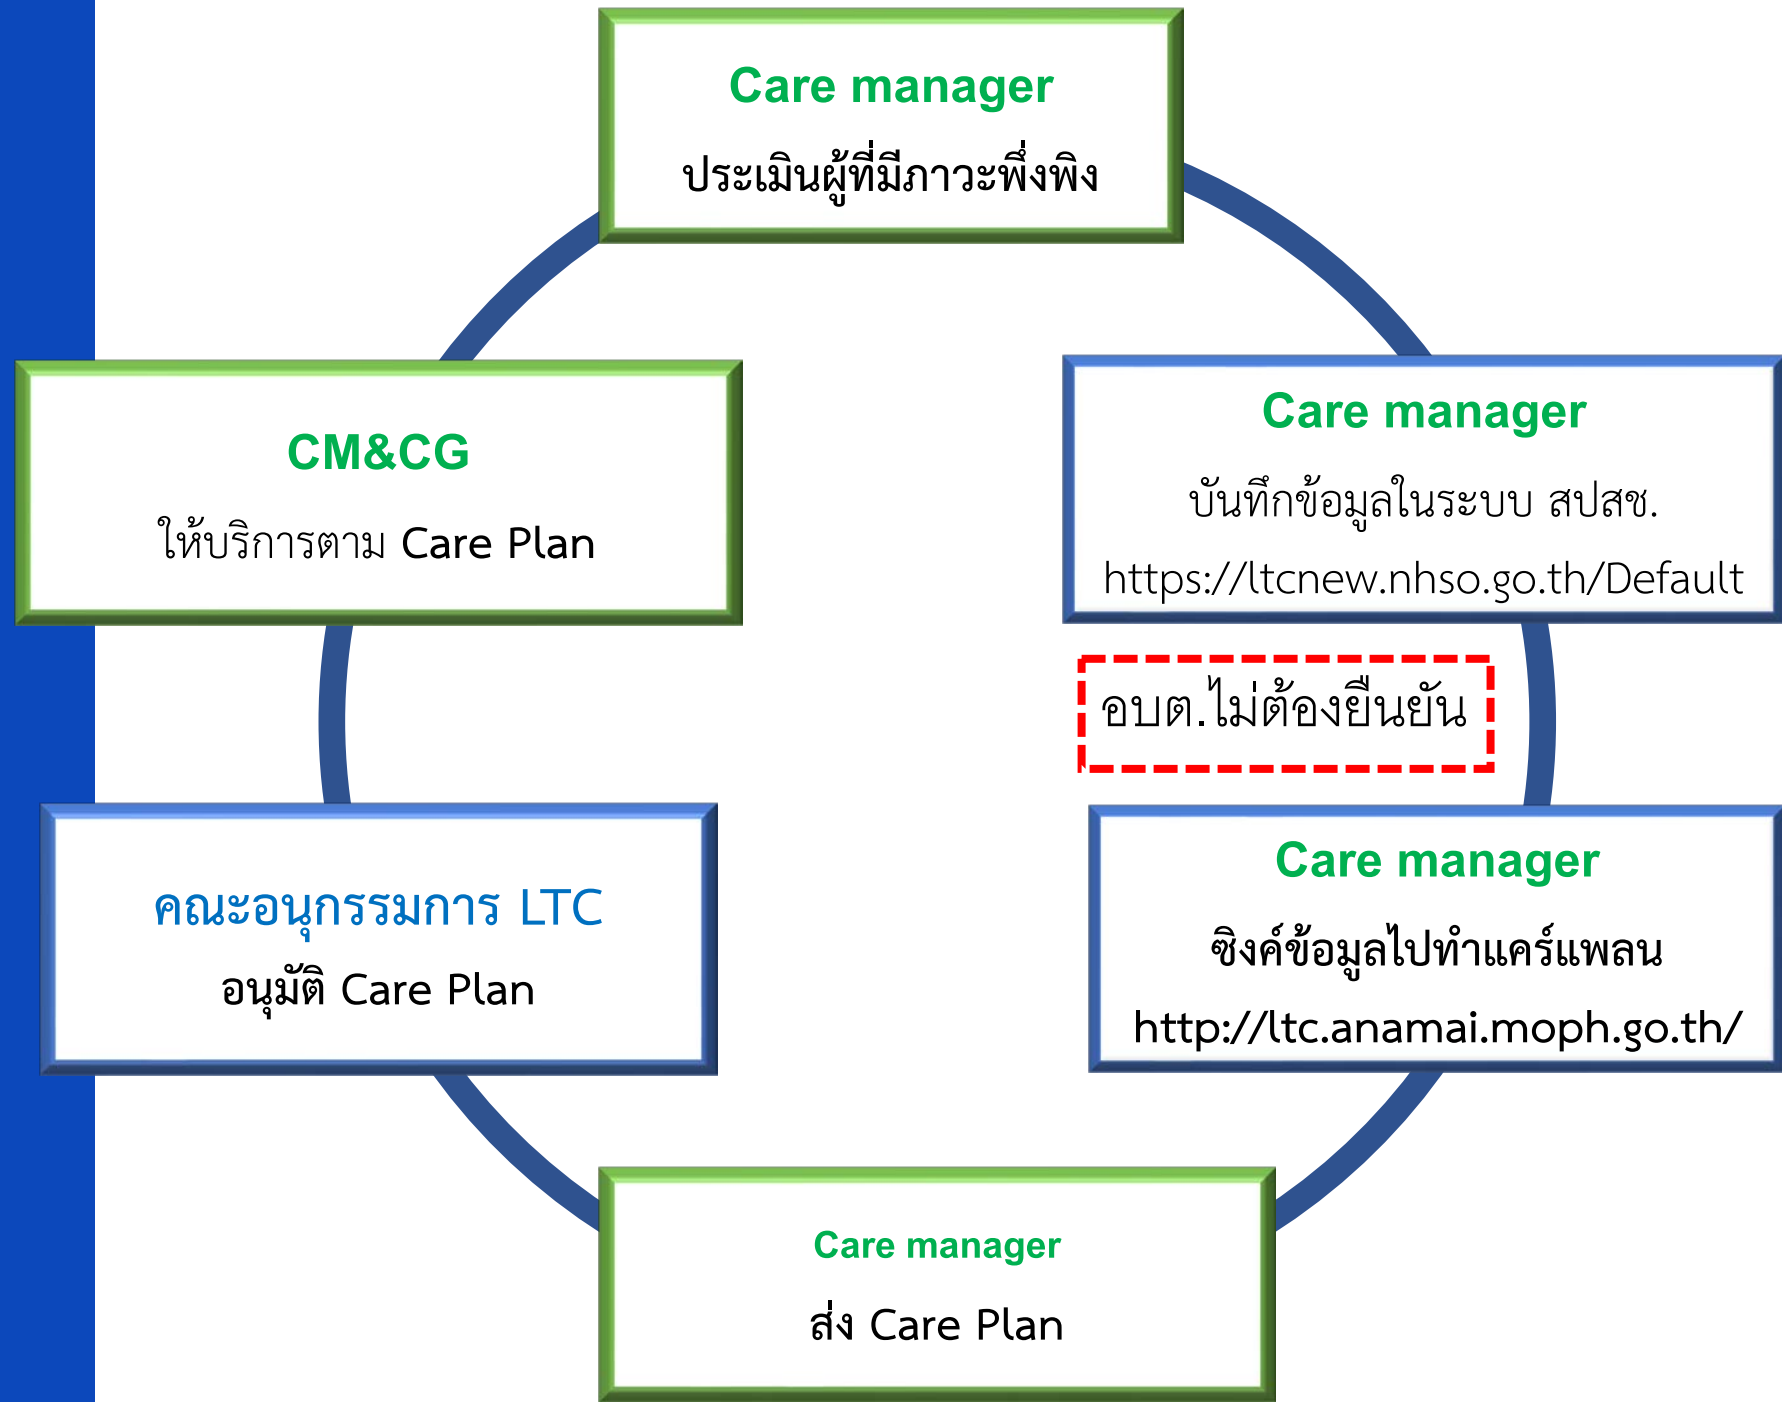 Care manager
ประเมินผู้ที่มีภาวะพึ่งพิง
Care manager
บันทึกข้อมูลในระบบ สปสช.
https://ltcnew.nhso.go.th/Default
อบต.ไม่ต้องยืนยัน
Care manager
ซิงค์ข้อมูลไปทำแคร์แพลน
http://ltc.anamai.moph.go.th/
Care manager
ส่ง Care Plan
คณะอนุกรรมการ LTC
อนุมัติ Care Plan
CM&CG
ให้บริการตาม Care Plan